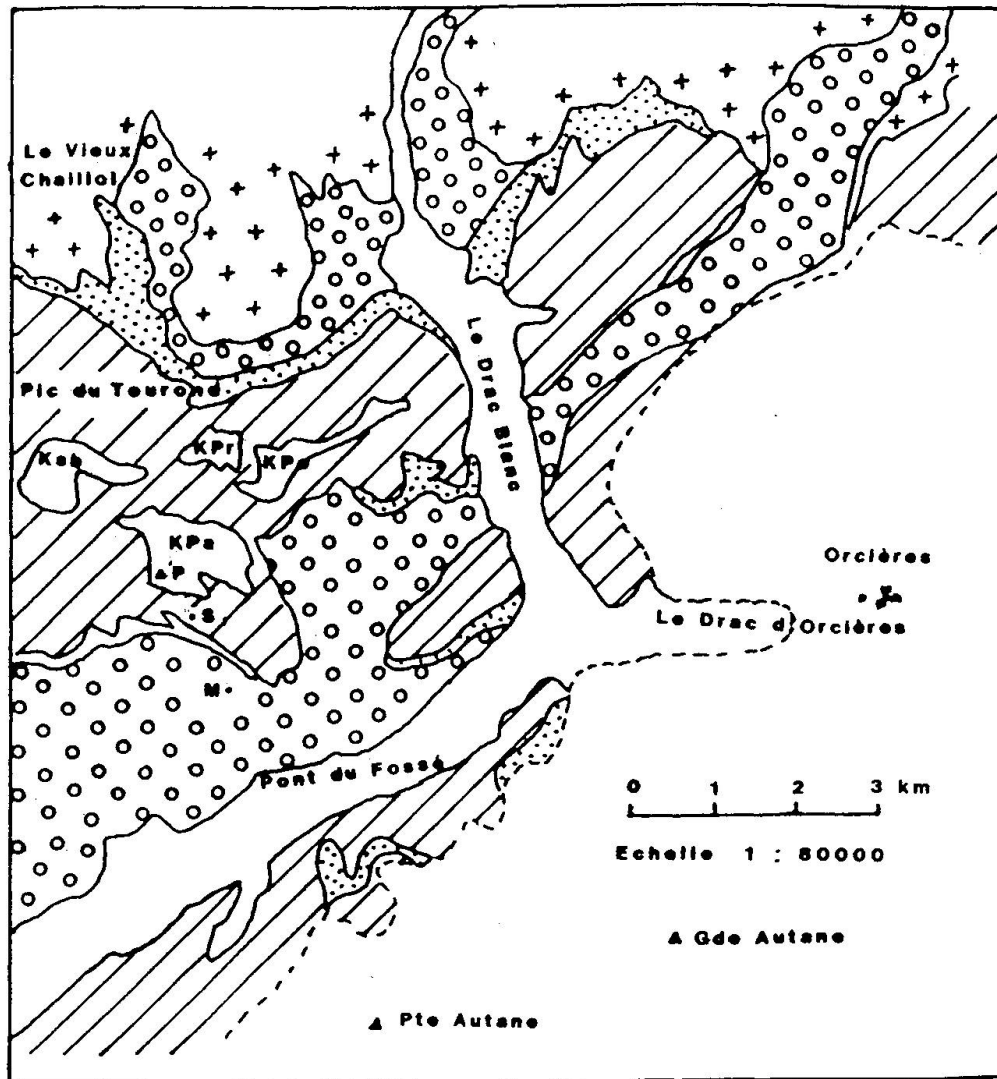 Le Vieux
Chaillol
Le Drac Blanc
Pic du Tourond
KPr
KPa
P
Orcières
S
Le Drac d'Orcières
M
Pont du Fossé
0 1 2 3 km
Echelle 1 : 80000
Gde Autane
Pte Autane